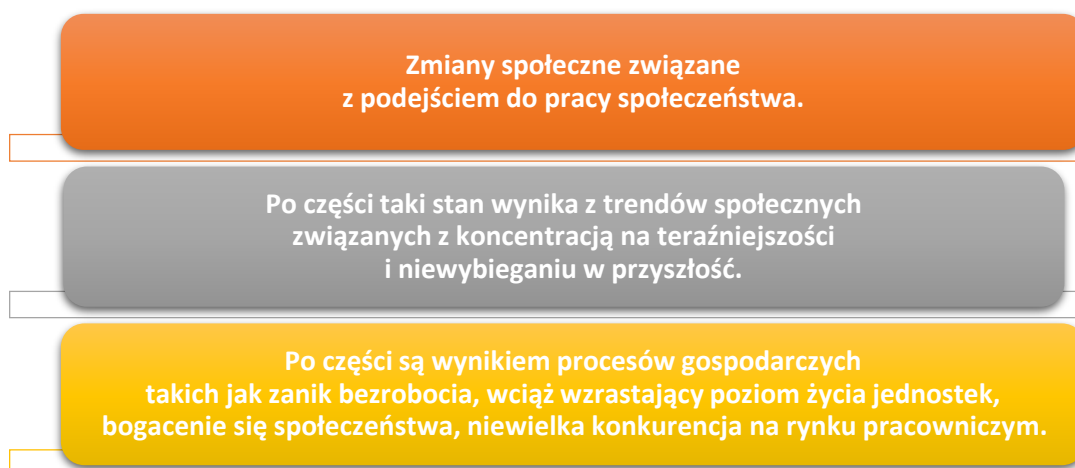 Zmiany społeczne związane
z podejściem do pracy społeczeństwa.
Po części taki stan wynika z trendów społecznych
związanych z koncentracją na teraźniejszości
i niewybieganiu w przyszłość.
Po części są wynikiem procesów gospodarczych
takich jak zanik bezrobocia, wciąż wzrastający poziom życia jednostek,
bogacenie się społeczeństwa, niewielka konkurencja na rynku pracowniczym.